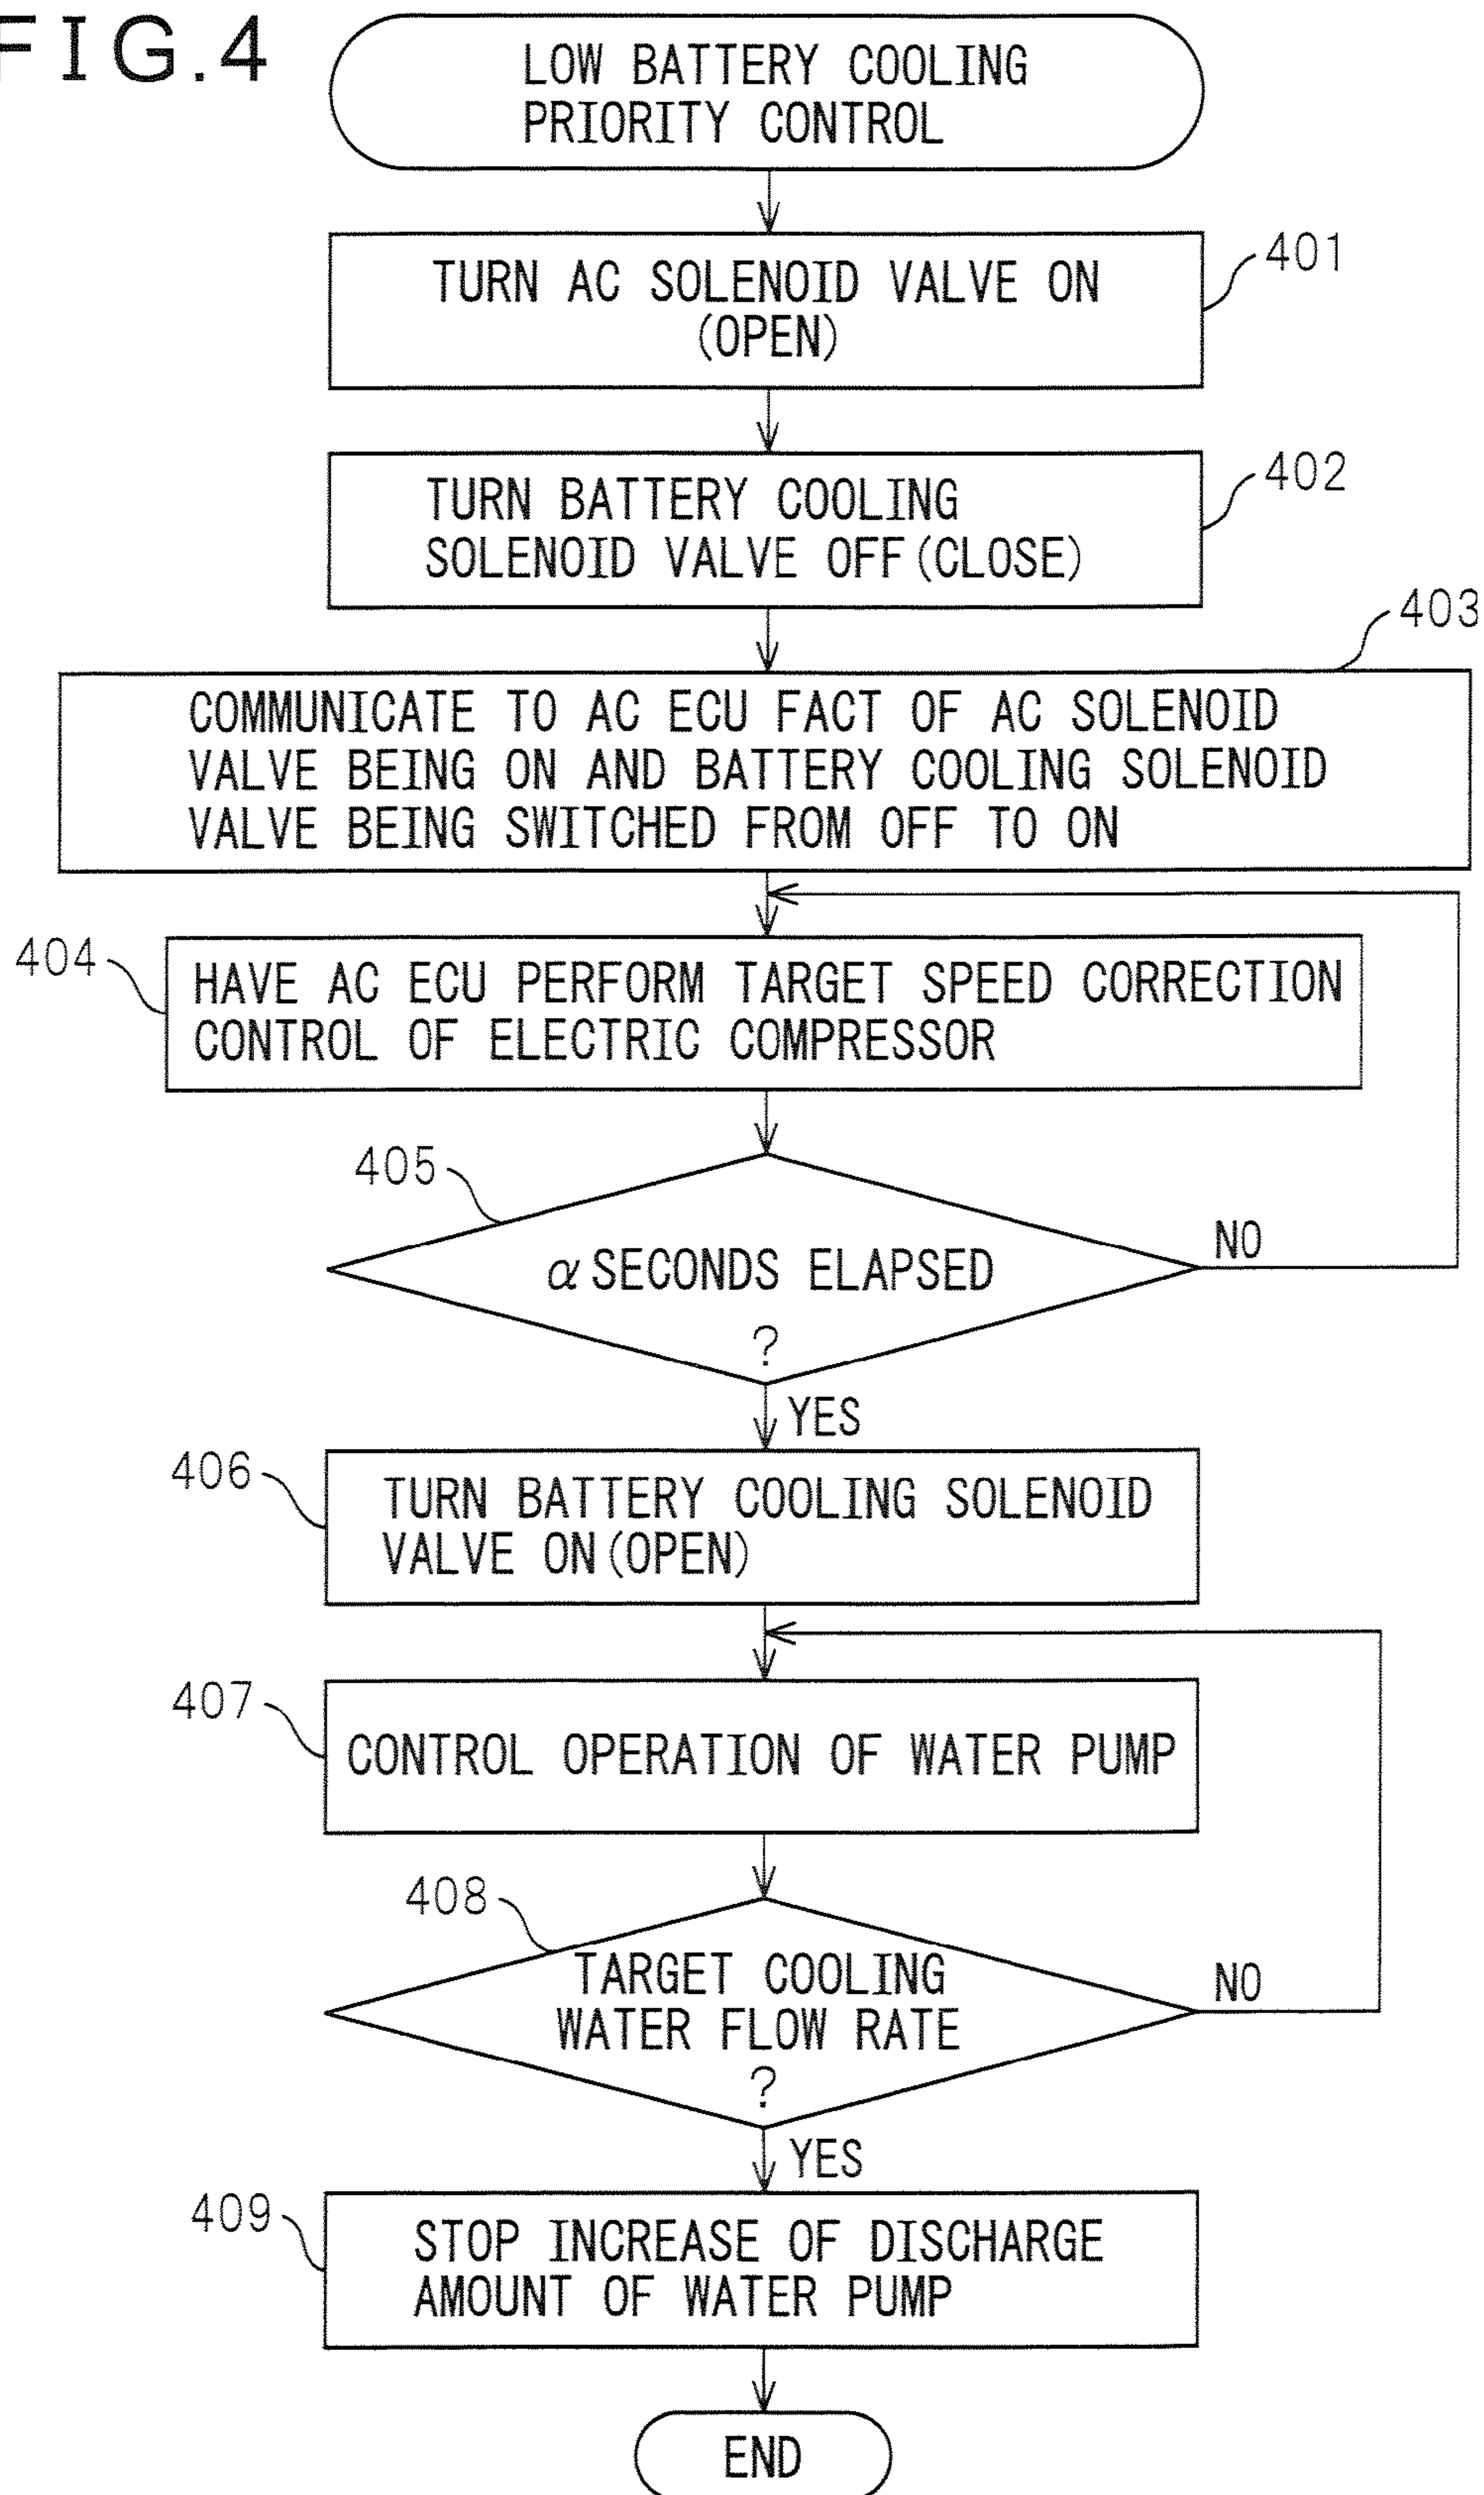 FIG.4
LOW BATTERY COOLING
PRIORITY CONTROL
401
TURN AC SOLENOID VALVE ON
(OPEN)
402
TURN BATTERY COOLING
SOLENOID VALVE OFF(CLOSE)
403
COMMUNICATE TO AC ECU FACT OF AC SOLENOID
VALVE BEING ON AND BATTERY COOLING SOLENOID
VALVE BEING SWITCHED FROM OFF TO ON
404
HAVE AC ECU PERFORM TARGET SPEED CORRECTION
CONTROL OF ELECTRIC COMPRESSOR
405
α SECONDS ELAPSED
?
NO
YES
406
TURN BATTERY COOLING SOLENOID
VALVE ON(OPEN)
407
CONTROL OPERATION OF WATER PUMP
408
TARGET COOLING
WATER FLOW RATE
?
NO
YES
409
STOP INCREASE OF DISCHARGE
AMOUNT OF WATER PUMP
END